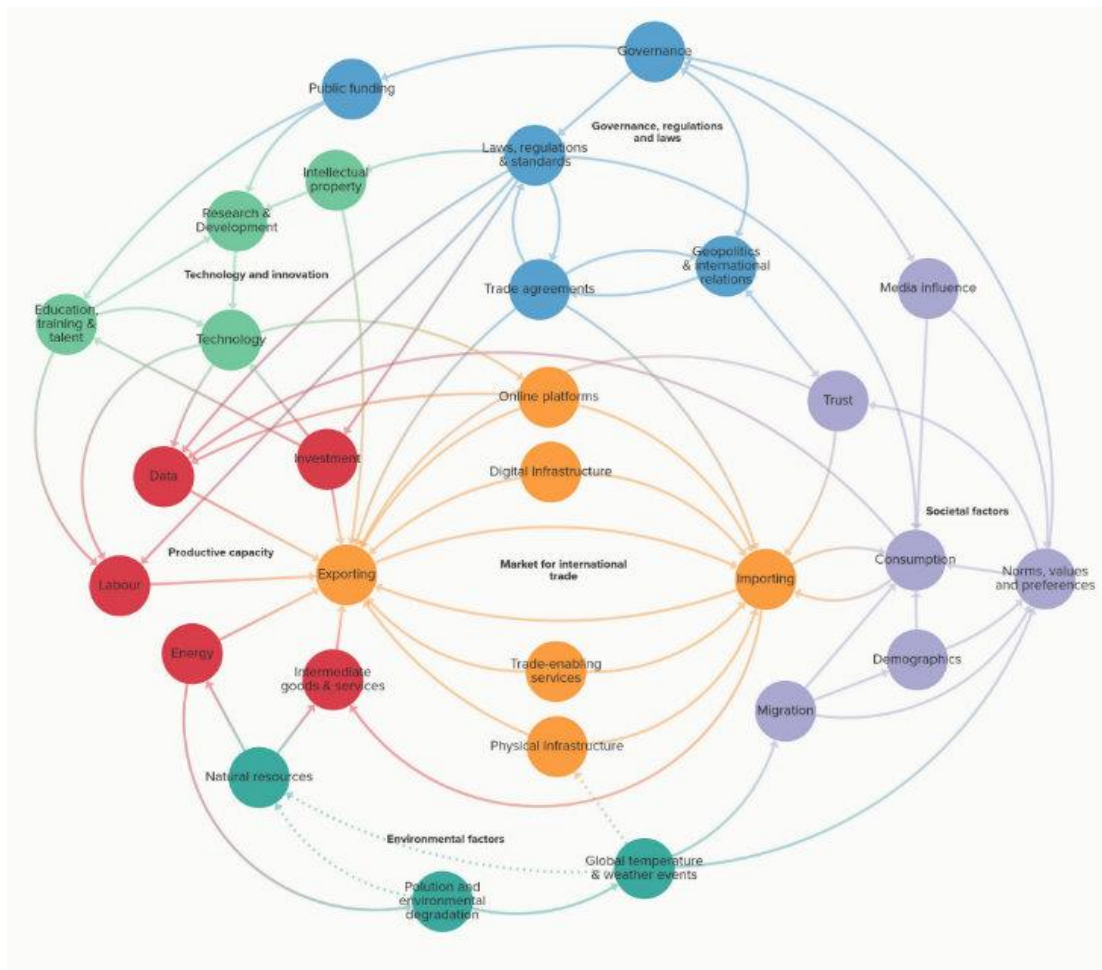 Governance
Public funding
Governance, regulations
and laws
Laws, regulations
& standards
Intellectual
property
Research &
Development
Technology and innovation
Geopolitics
& international
relations
Trade agreements
Media influence
Education,
training &
talent
Technology
Online platforms
Trust
Investment
Data
Digital Infrastructure
Societal factors
Productive capacity
Market for international
trade
Consumption
Labour
Exporting
Importing
Norms, values
and preferences
Energy
Intermediate
goods & services
Trade-enabling
services
Demographics
Migration
Physical Infrastructure
Natural resources
Environmental factors
Global temperature
& weather events
Polution and
environmental
degradation